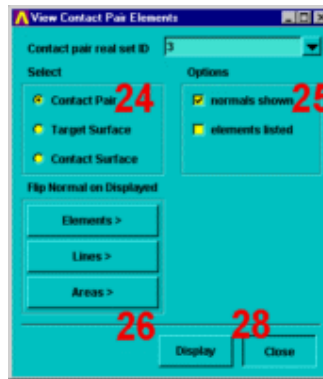 View Contact Pair Elements
Contact pair real set ID 3
Select
Options
Contact Pair 24
normals shown 25
Target Surface
elements listed
Contact Surface
Flip Normal on Displayed
Elements >
Lines >
Areas >
26 28
Display Close